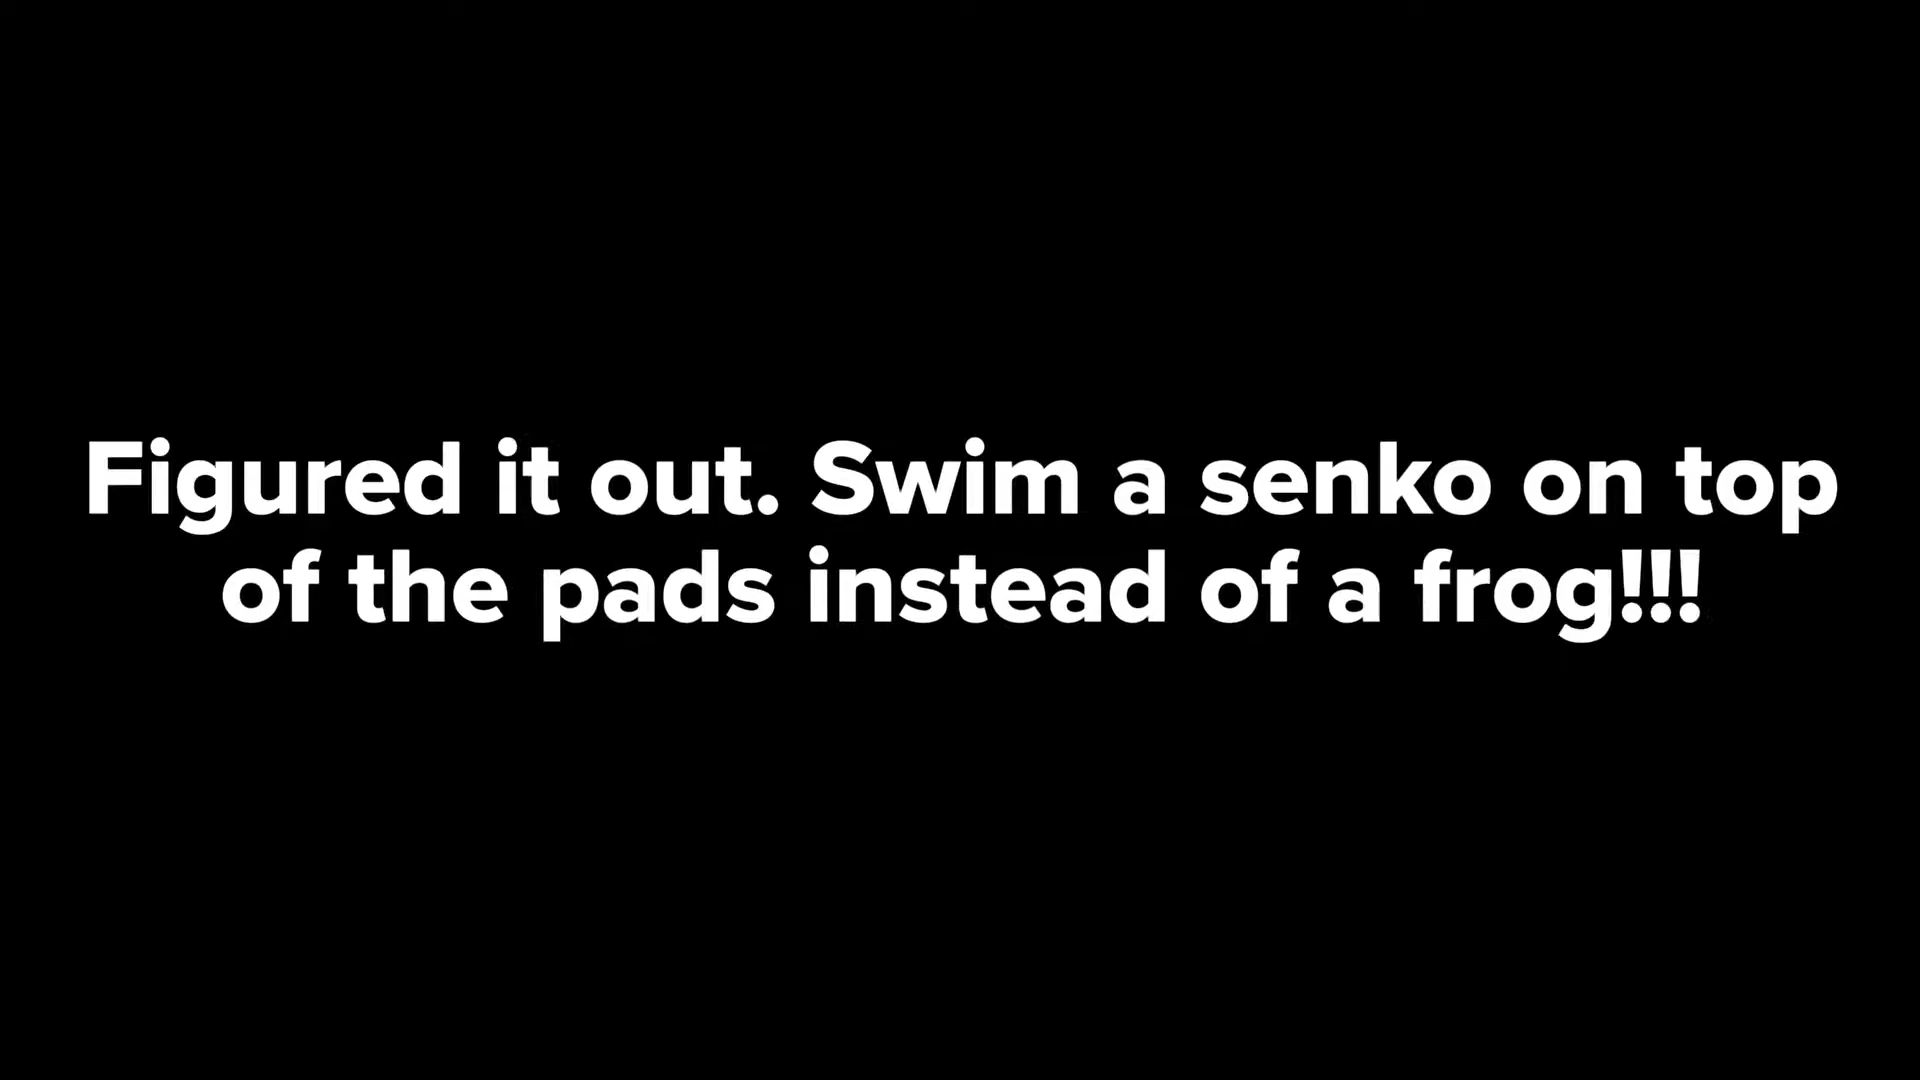 Figured it out. Swim a senko on top
of the pads instead of a frog!!!